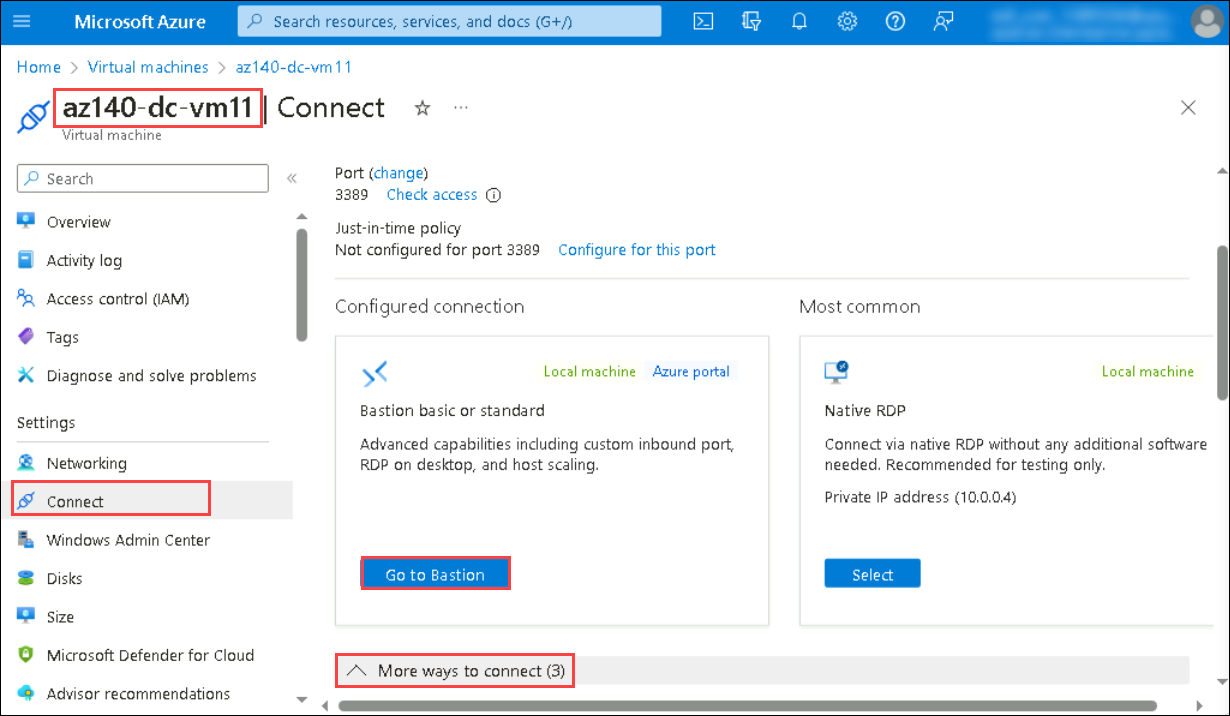 Microsoft Azure
Search resources, services, and docs (G+/)
Home > Virtual machines > az140-dc-vm11
az140-dc-vm11 | Connect
Virtual machine
Search
Overview
Activity log
Access control (IAM)
Tags
Diagnose and solve problems
Settings
Networking
Connect
Windows Admin Center
Disks
Size
Microsoft Defender for Cloud
Advisor recommendations
Port (change)
3389 Check access
Just-in-time policy
Not configured for port 3389 Configure for this port
Configured connection
Local machine Azure portal
Bastion basic or standard
Advanced capabilities including custom inbound port,
RDP on desktop, and host scaling.
Go to Bastion
Most common
Local machine
Native RDP
Connect via native RDP without any additional software
needed. Recommended for testing only.
Private IP address (10.0.0.4)
Select
More ways to connect (3)